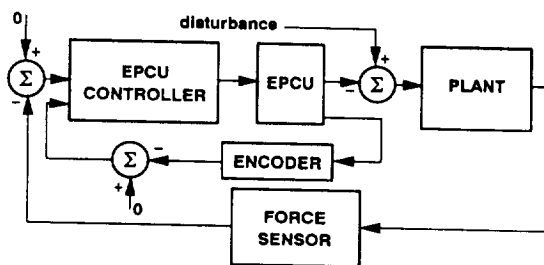 0
disturbance
+
+
Σ
EPCU
CONTROLLER
EPCU
-
Σ
PLANT
-
Σ
-
ENCODER
+
0
FORCE
SENSOR